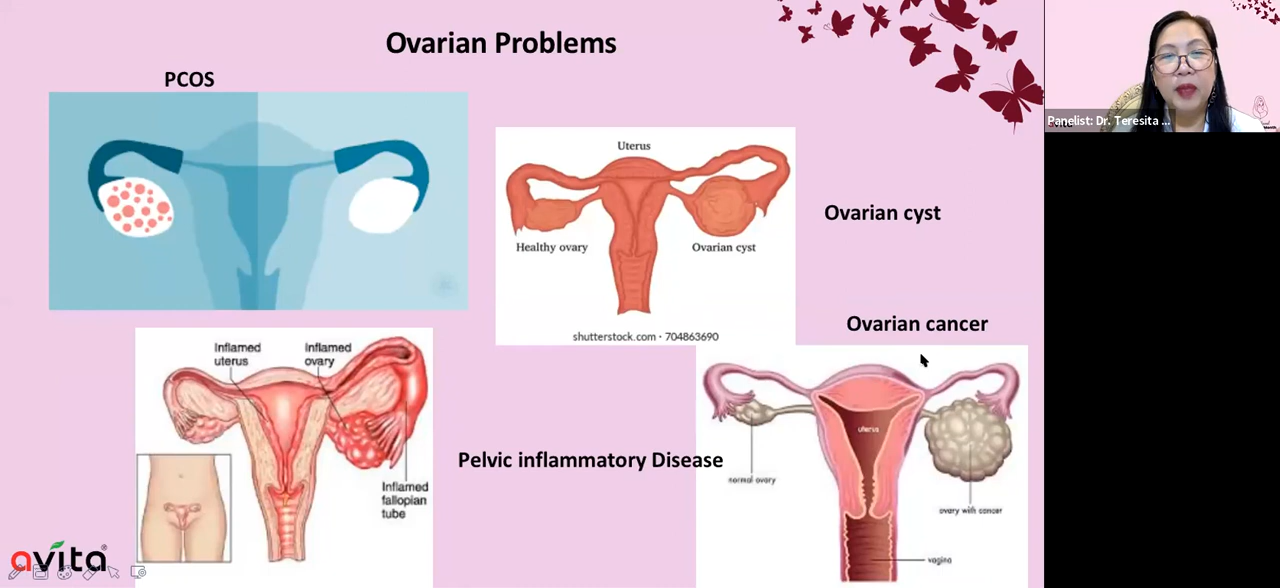 Ovarian Problems
PCOS
Uterus
Healthy ovary
Ovarian cyst
shutterstock.com · 704863690
Ovarian cyst
Ovarian cancer
Inflamed
uterus
Inflamed
ovary
Inflamed
fallopian
tube
Pelvic inflammatory Disease
uterus
normal ovary
ovary with cancer
vagina
avita®
Panelist: Dr. Teresita ...